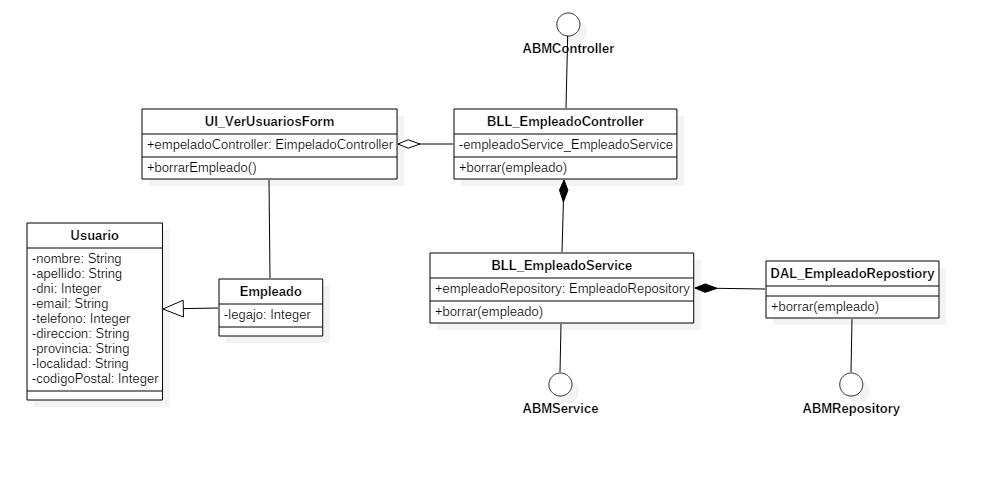 ABMController
UI_VerUsuariosForm
+empeladoController: EimpeladoController
+borrarEmpleado()
BLL_EmpleadoController
-empleadoService_EmpleadoService
+borrar(empleado)
Usuario
-nombre: String
-apellido: String
-dni: Integer
-email: String
-telefono: Integer
-direccion: String
-provincia: String
-localidad: String
-codigoPostal: Integer
Empleado
-legajo: Integer
BLL_EmpleadoService
+empleadoRepository: EmpleadoRepository
+borrar(empleado)
DAL_EmpleadoRepostiory
+borrar(empleado)
ABMService
ABMRepository